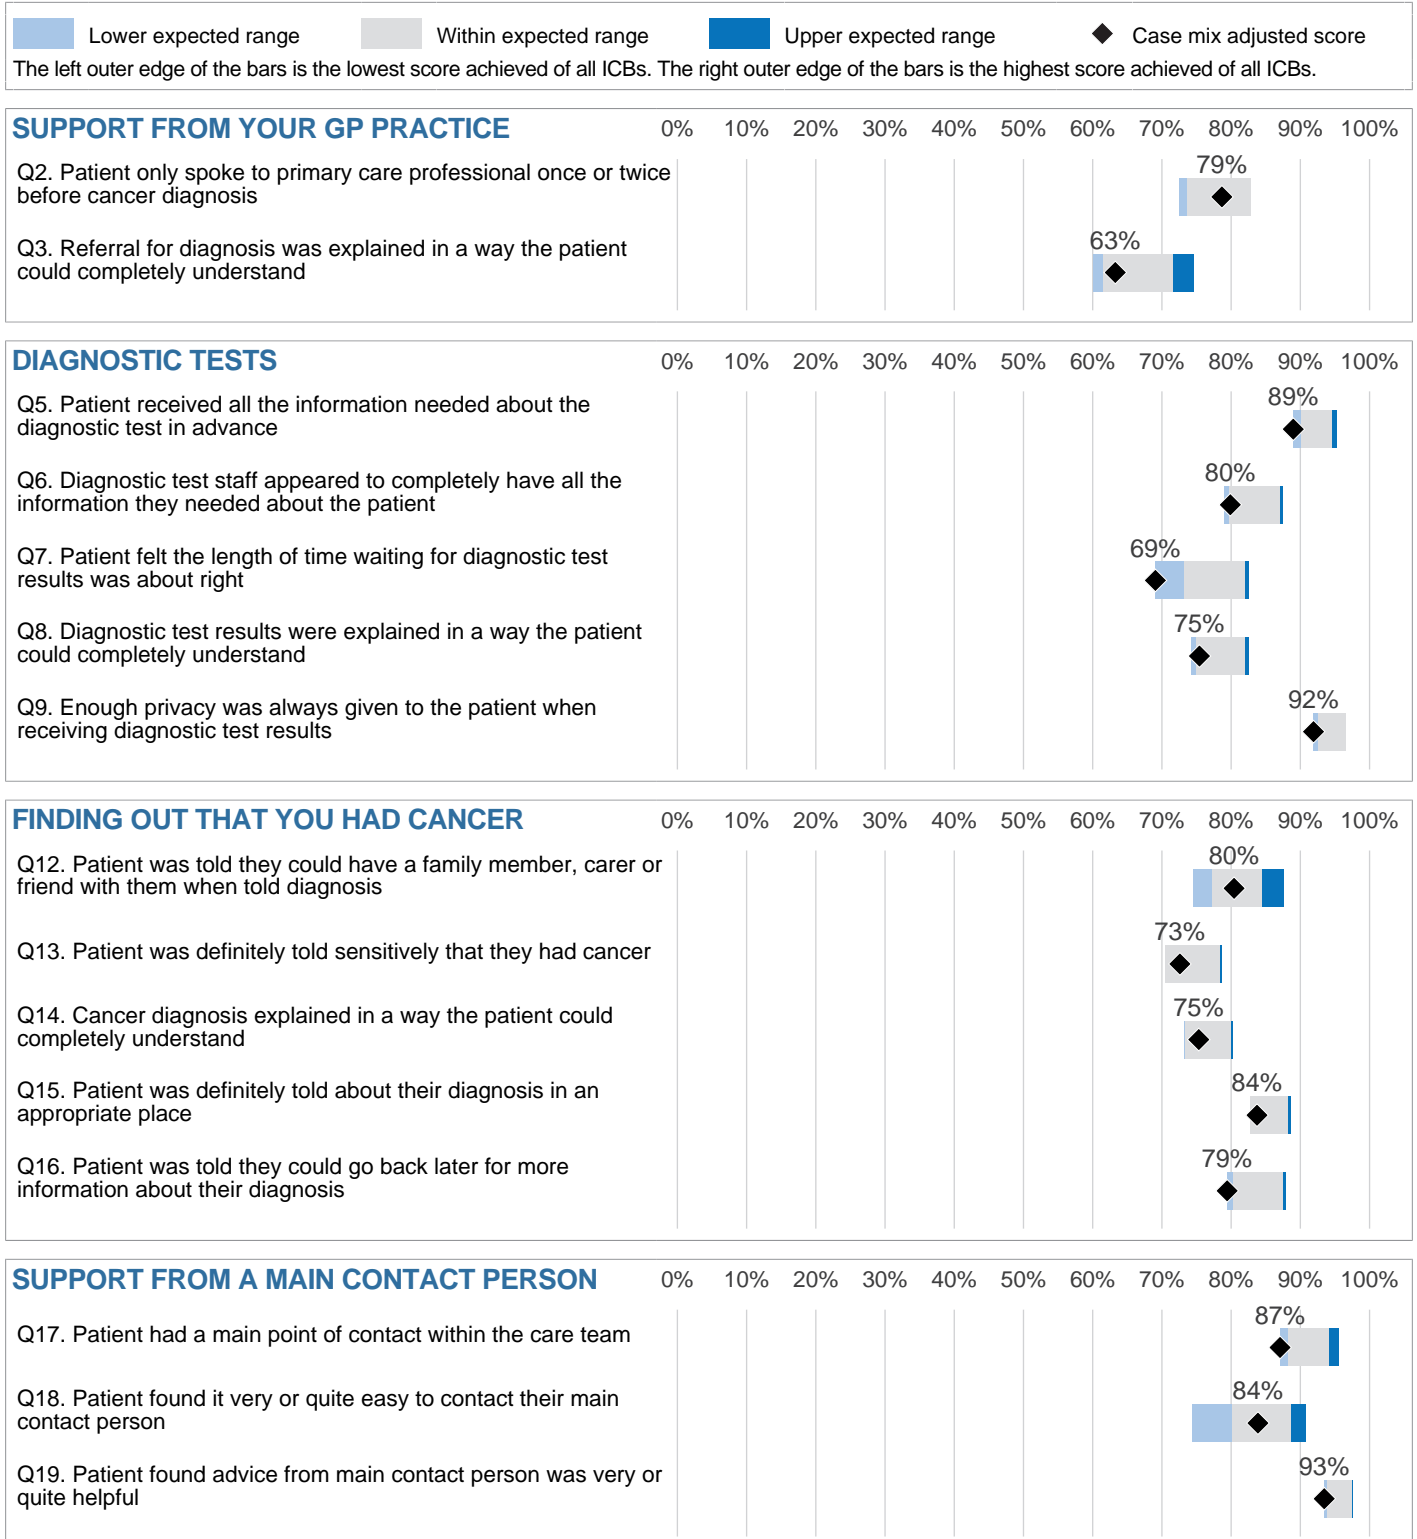 Lower expected range Within expected range Upper expected range Case mix adjusted score
The left outer edge of the bars is the lowest score achieved of all ICBs. The right outer edge of the bars is the highest score achieved of all ICBs.
SUPPORT FROM YOUR GP PRACTICE 0% 10% 20% 30% 40% 50% 60% 70% 80% 90% 100%
79%
Q2. Patient only spoke to primary care professional once or twice
before cancer diagnosis
63%
Q3. Referral for diagnosis was explained in a way the patient
could completely understand
DIAGNOSTIC TESTS 0% 10% 20% 30% 40% 50% 60% 70% 80% 90% 100%
89%
Q5. Patient received all the information needed about the
diagnostic test in advance
80%
Q6. Diagnostic test staff appeared to completely have all the
information they needed about the patient
69%
Q7. Patient felt the length of time waiting for diagnostic test
results was about right
75%
Q8. Diagnostic test results were explained in a way the patient
could completely understand
92%
Q9. Enough privacy was always given to the patient when
receiving diagnostic test results
FINDING OUT THAT YOU HAD CANCER 0% 10% 20% 30% 40% 50% 60% 70% 80% 90% 100%
80%
Q12. Patient was told they could have a family member, carer or
friend with them when told diagnosis
73%
Q13. Patient was definitely told sensitively that they had cancer
75%
Q14. Cancer diagnosis explained in a way the patient could
completely understand
84%
Q15. Patient was definitely told about their diagnosis in an
appropriate place
79%
Q16. Patient was told they could go back later for more
information about their diagnosis
SUPPORT FROM A MAIN CONTACT PERSON 0% 10% 20% 30% 40% 50% 60% 70% 80% 90% 100%
87%
Q17. Patient had a main point of contact within the care team
84%
Q18. Patient found it very or quite easy to contact their main
contact person
93%
Q19. Patient found advice from main contact person was very or
quite helpful